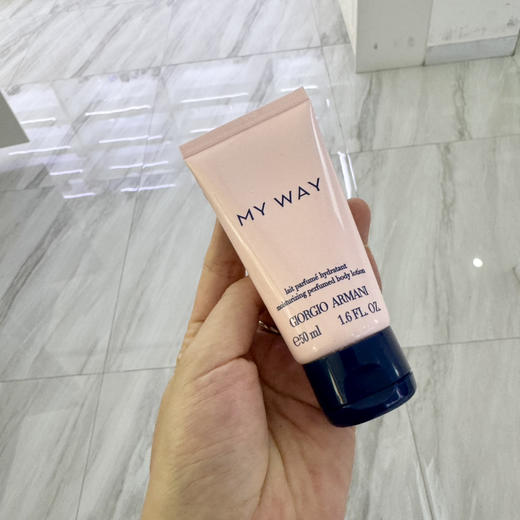 MY WAY
lait parfumé hydratant
moisturizing perfumed body lotion
GIORGIO ARMANI
℮50 ml 1.6 FL. OZ.